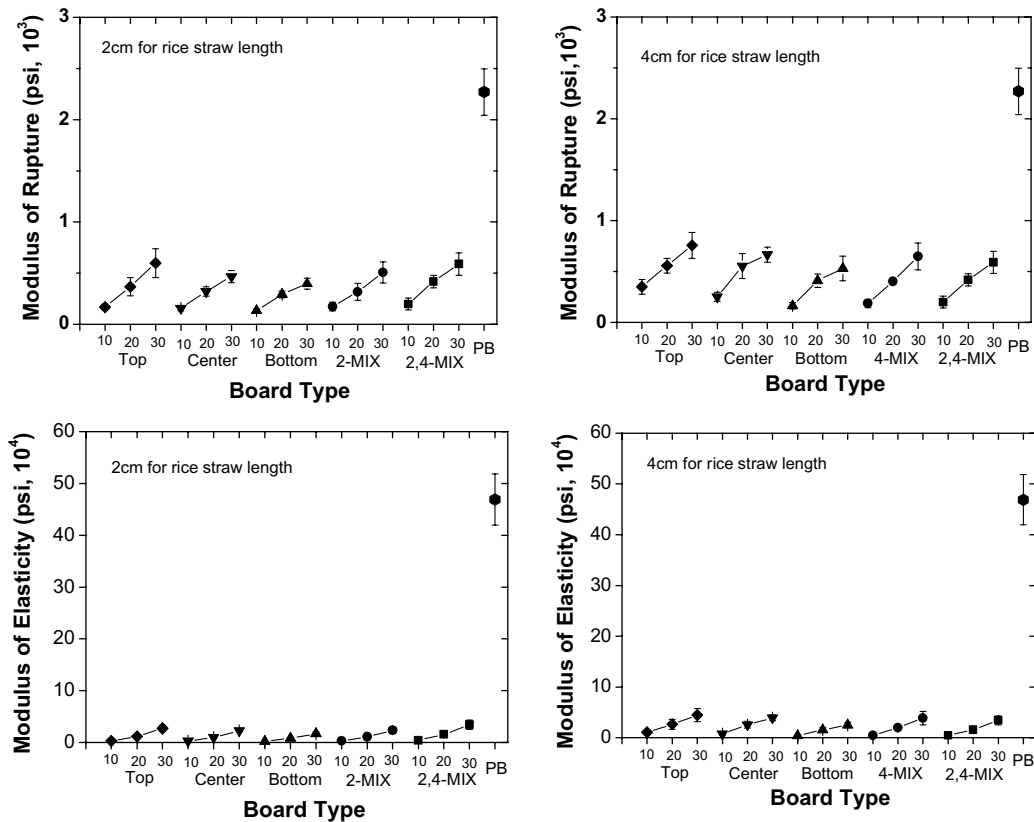 Modulus of Rupture (psi, 10³)
3
2
1
0
2cm for rice straw length
10 20 30 10 20 30 10 20 30 10 20 30 10 20 30 PB
Top Center Bottom 2-MIX 2,4-MIX
Board Type
Modulus of Rupture (psi,10³)
3
2
1
0
4cm for rice straw length
10 20 30 10 20 30 10 20 30 10 20 30 10 20 30 PB
Top Center Bottom 4-MIX 2,4-MIX
Board Type
Modulus of Elasticity (psi, 10⁴)
60
50
40
30
20
10
0
2cm for rice straw length
10 20 30 10 20 30 10 20 30 10 20 30 10 20 30 PB
Top Center Bottom 2-MIX 2,4-MIX
Board Type
Modulus of Elasticity (psi, 10⁴)
60
50
40
30
20
10
0
4cm for rice straw length
10 20 30 10 20 30 10 20 30 10 20 30 10 20 30 PB
Top Center Bottom 4-MIX 2,4-MIX
Board Type